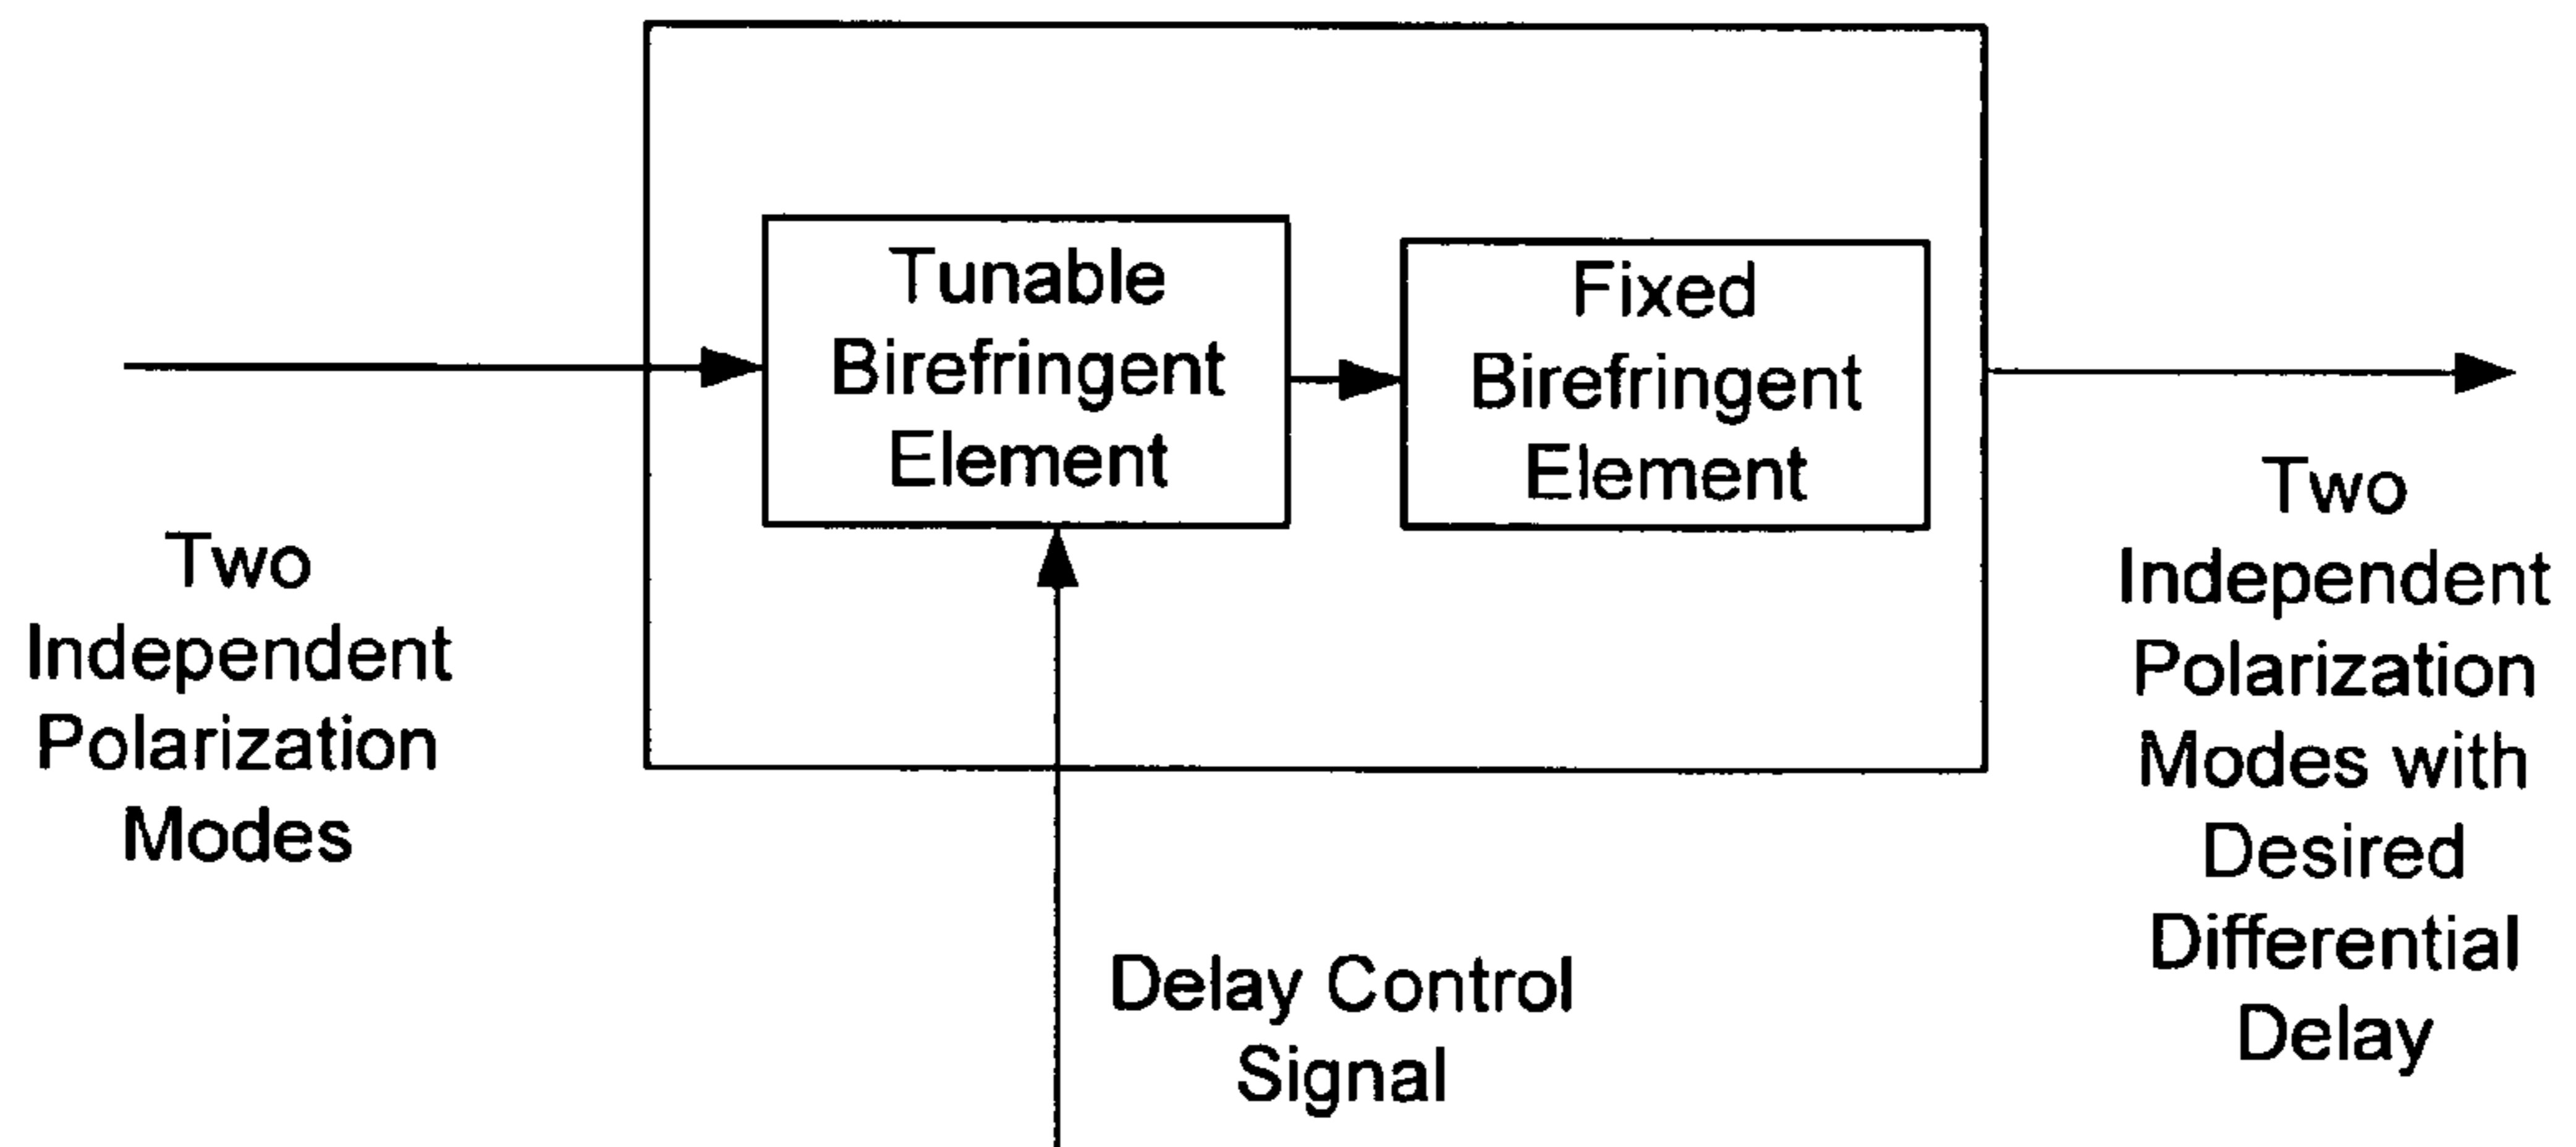 Tunable
Birefringent
Element
Fixed
Birefringent
Element
Two
Independent
Polarization
Modes
Two
Independent
Polarization
Modes with
Desired
Differential
Delay
Delay Control
Signal